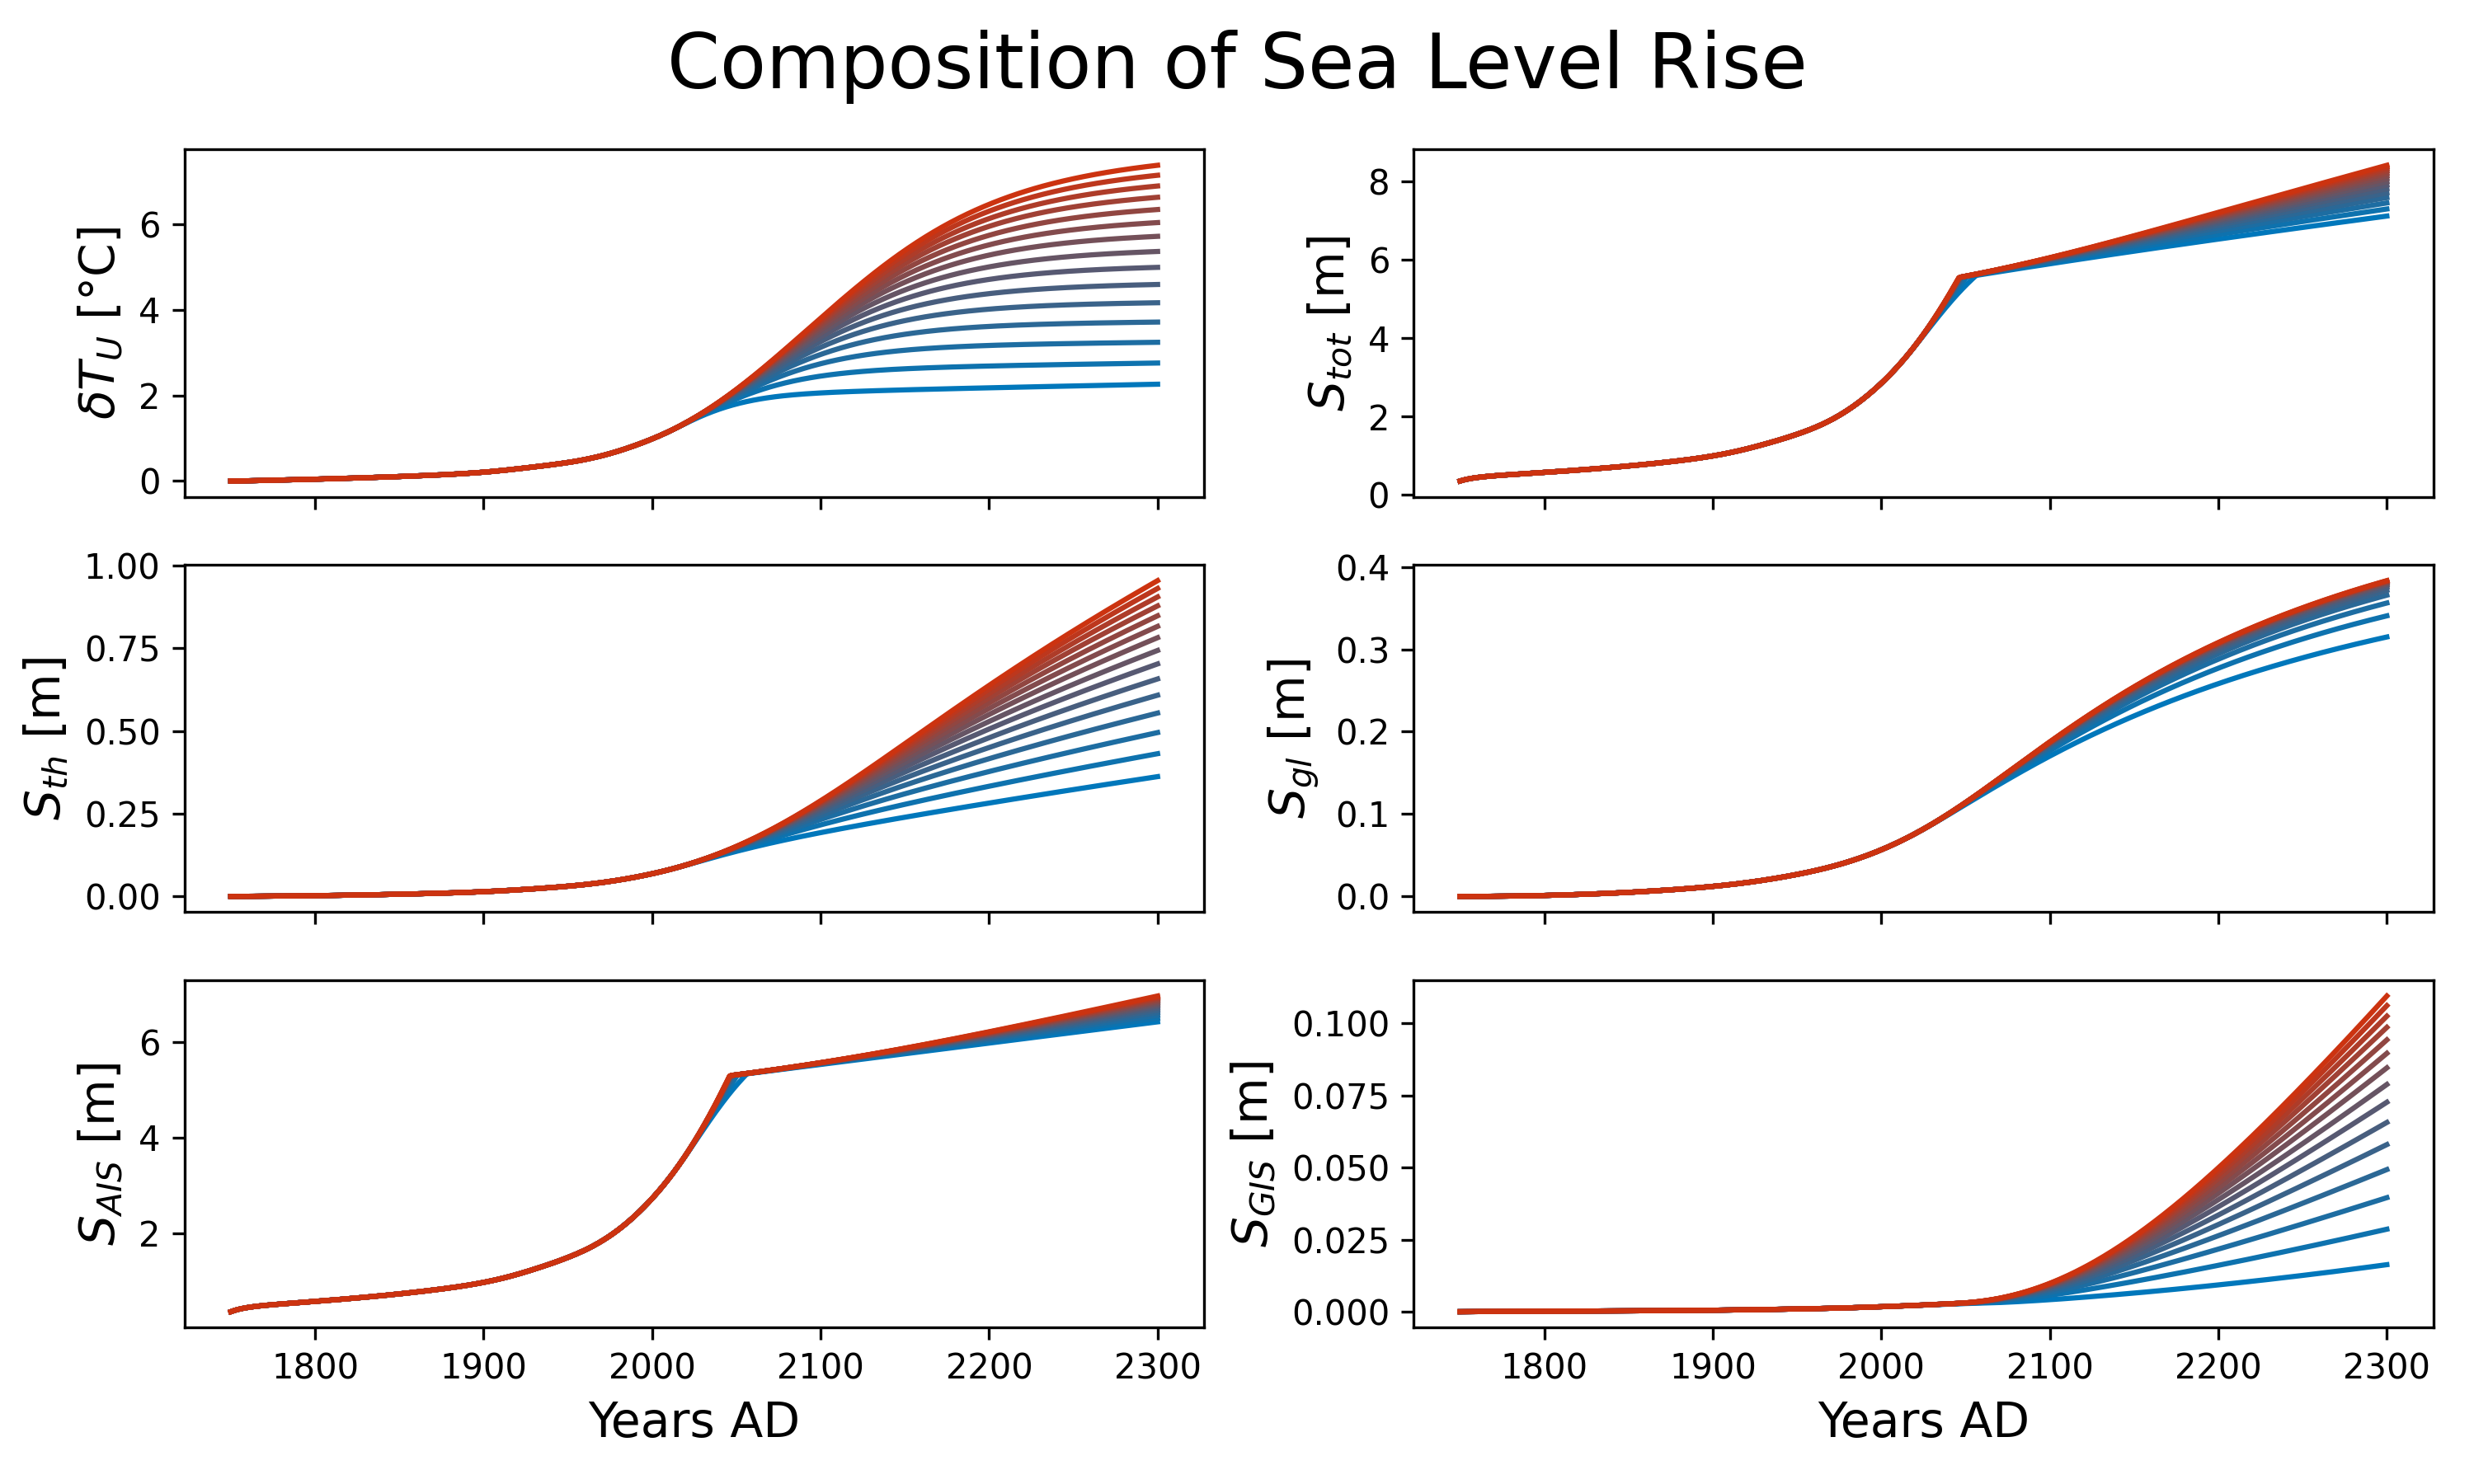 Composition of Sea Level Rise
δT_U [°C]
6
4
2
0
S_tot [m]
8
6
4
2
0
S_th [m]
1.00
0.75
0.50
0.25
0.00
S_gl [m]
0.4
0.3
0.2
0.1
0.0
S_AIS [m]
6
4
2
1800 1900 2000 2100 2200 2300
Years AD
S_GIS [m]
0.100
0.075
0.050
0.025
0.000
1800 1900 2000 2100 2200 2300
Years AD